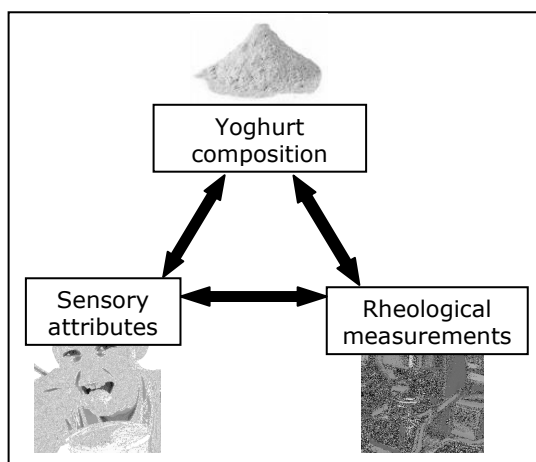 Yoghurt
composition
Sensory
attributes
Rheological
measurements